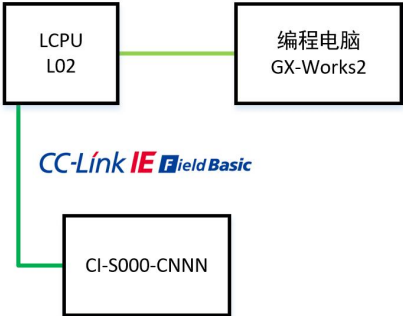 LCPU
L02
编程电脑
GX-Works2
CC-Link IE Field Basic
CI-S000-CNNN